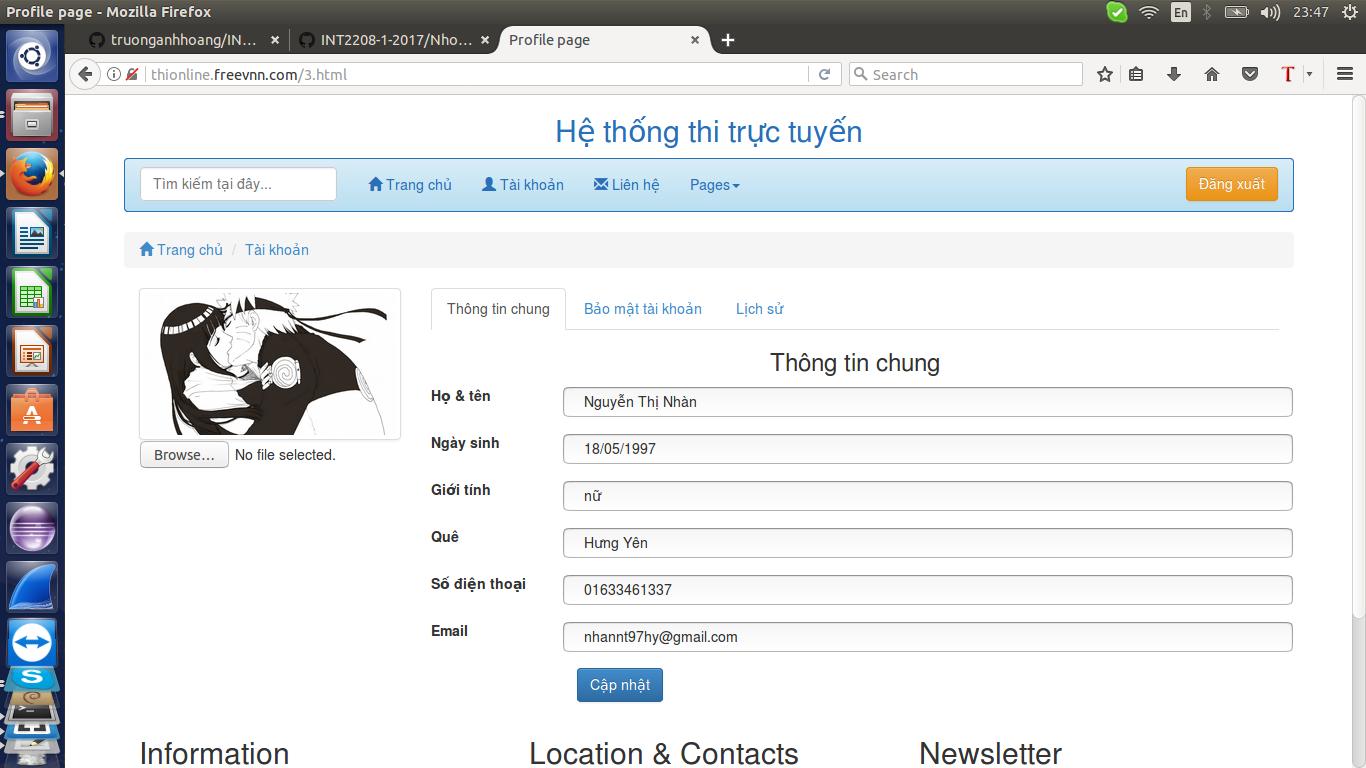 Profile page - Mozilla Firefox
En
23:47
truonganhhoang/IN...
INT2208-1-2017/Nho...
Profile page
thionline.freevnn.com/3.html
Search
Hệ thống thi trực tuyến
Tìm kiếm tại đây...
Trang chủ
Tài khoản
Liên hệ
Pages
Đăng xuất
Trang chủ / Tài khoản
Thông tin chung
Bảo mật tài khoản
Lịch sử
Browse...
No file selected.
Thông tin chung
Họ & tên
Nguyễn Thị Nhàn
Ngày sinh
18/05/1997
Giới tính
nữ
Quê
Hưng Yên
Số điện thoại
01633461337
Email
nhannt97hy@gmail.com
Cập nhật
Information
Location & Contacts
Newsletter